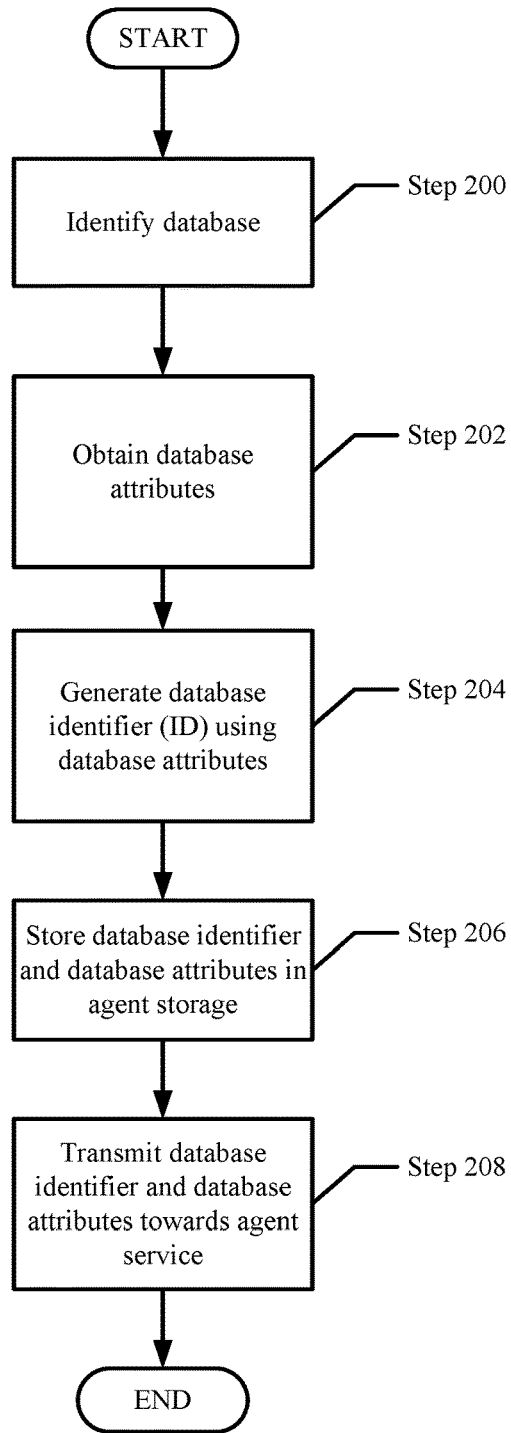 START
Identify database
Step 200
Obtain database
attributes
Step 202
Generate database
identifier (ID) using
database attributes
Step 204
Store database identifier
and database attributes in
agent storage
Step 206
Transmit database
identifier and database
attributes towards agent
service
Step 208
END